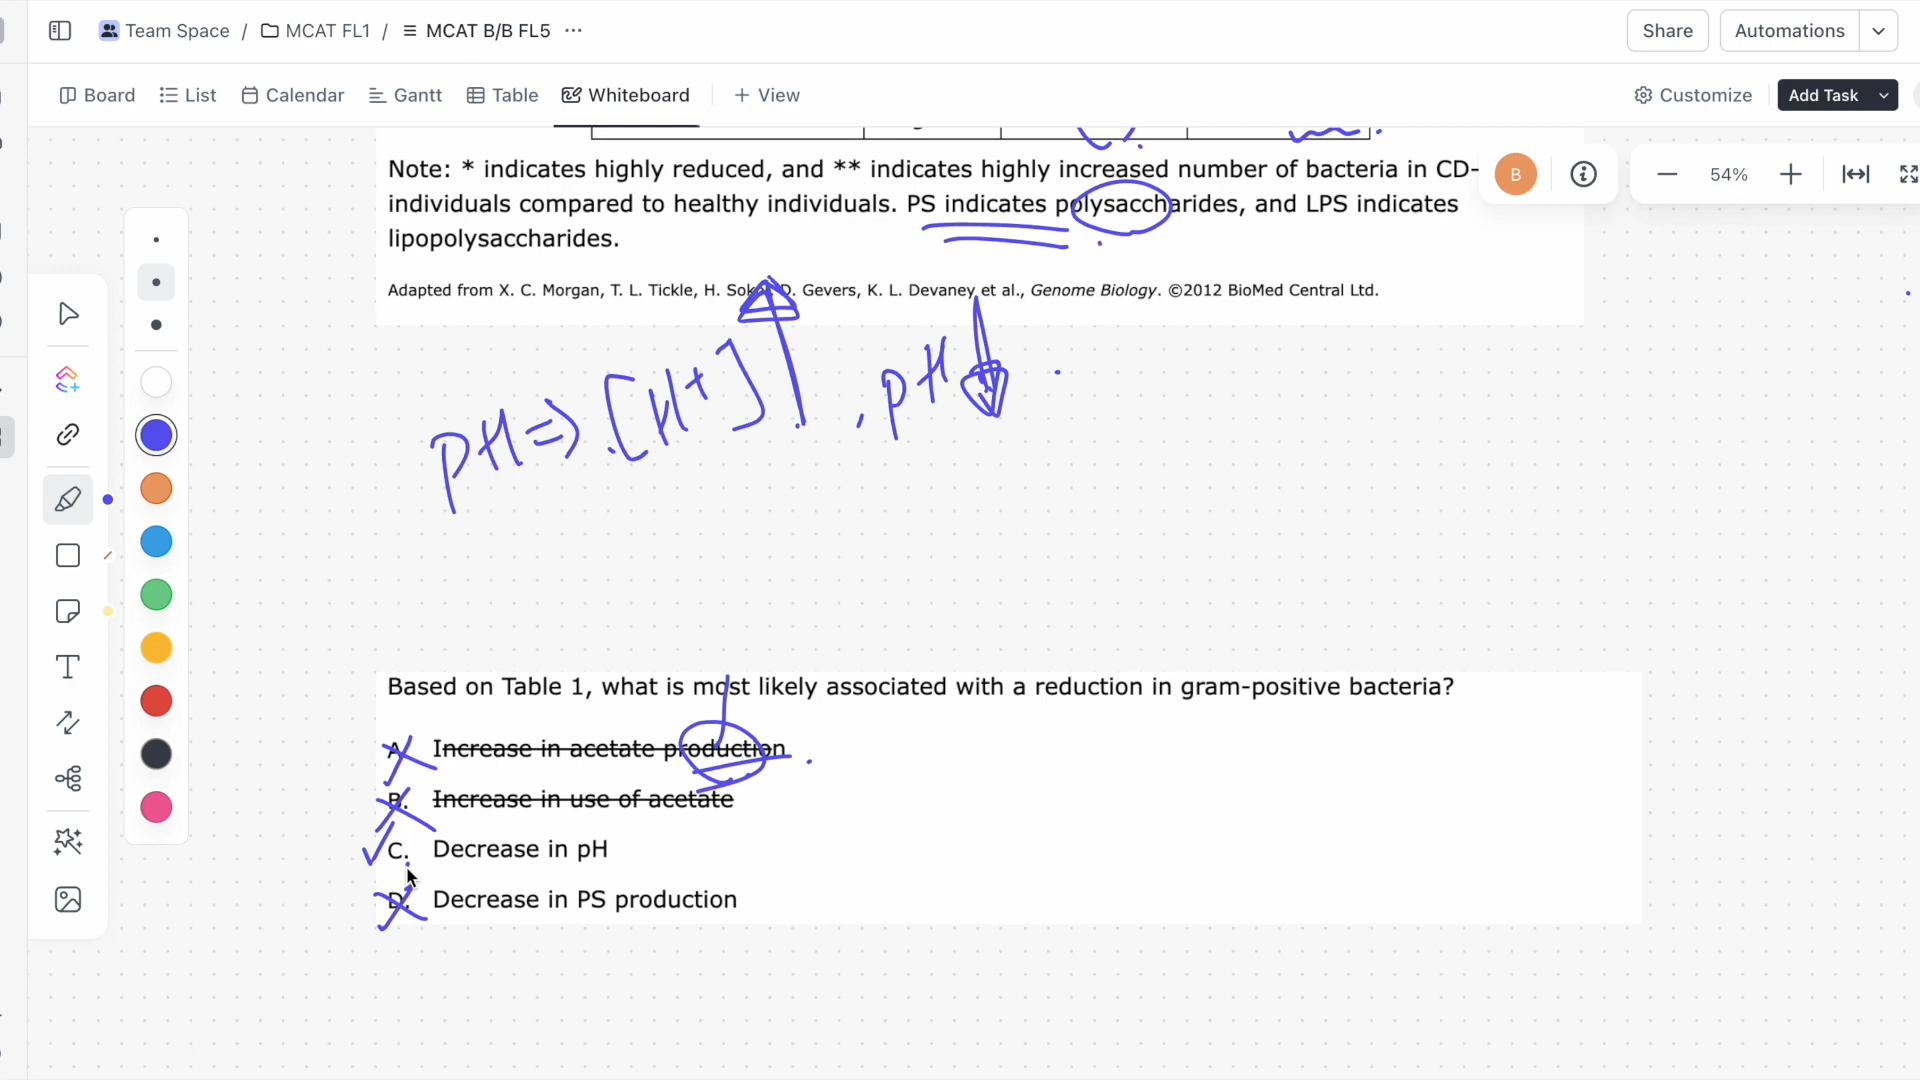 Team Space / MCAT FL1 / MCAT B/B FL5 ...
Share
Automations
Board
List
Calendar
Gantt
Table
Whiteboard
+ View
Customize
Add Task
Note: * indicates highly reduced, and ** indicates highly increased number of bacteria in CD-
individuals compared to healthy individuals. PS indicates polysaccharides, and LPS indicates
lipopolysaccharides.
B
54%
Adapted from X. C. Morgan, T. L. Tickle, H. Sokol, D. Gevers, K. L. Devaney et al., Genome Biology. ©2012 BioMed Central Ltd.
pH ⇒ [H+] ↑, pH ↓
Based on Table 1, what is most likely associated with a reduction in gram-positive bacteria?
A. Increase in acetate production
B. Increase in use of acetate
C. Decrease in pH
D. Decrease in PS production